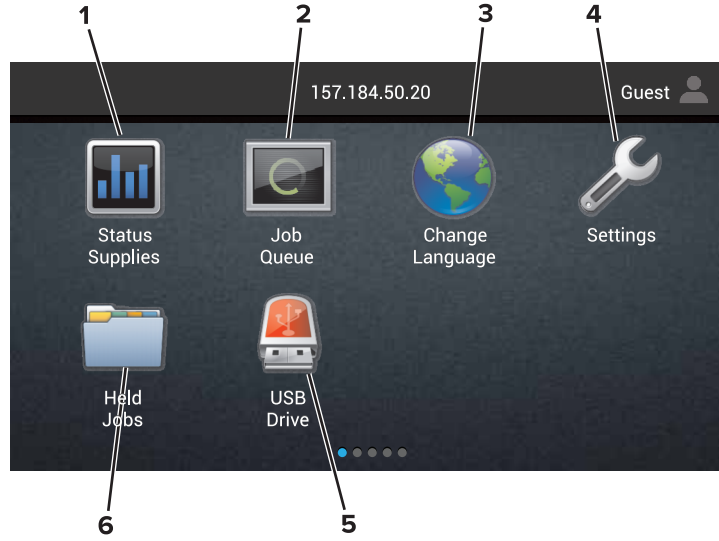 1 2 3 4
157.184.50.20 Guest
Status
Supplies
Job
Queue
Change
Language
Settings
Held
Jobs
USB
Drive
6 5